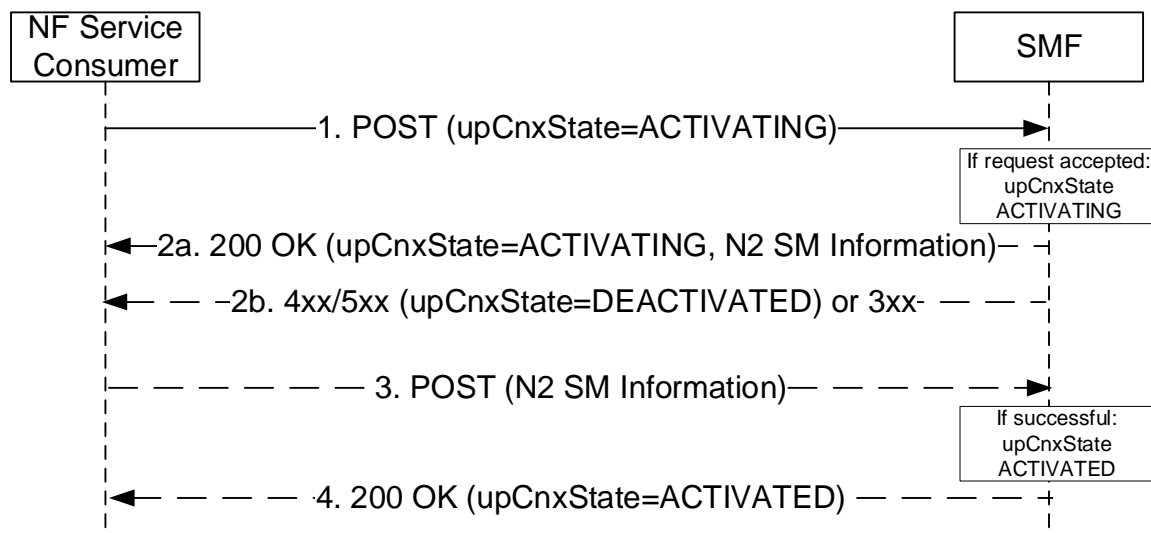 NF Service
Consumer
SMF
1. POST (upCnxState=ACTIVATING)
If request accepted:
upCnxState
ACTIVATING
2a. 200 OK (upCnxState=ACTIVATING, N2 SM Information)
2b. 4xx/5xx (upCnxState=DEACTIVATED) or 3xx
3. POST (N2 SM Information)
If successful:
upCnxState
ACTIVATED
4. 200 OK (upCnxState=ACTIVATED)